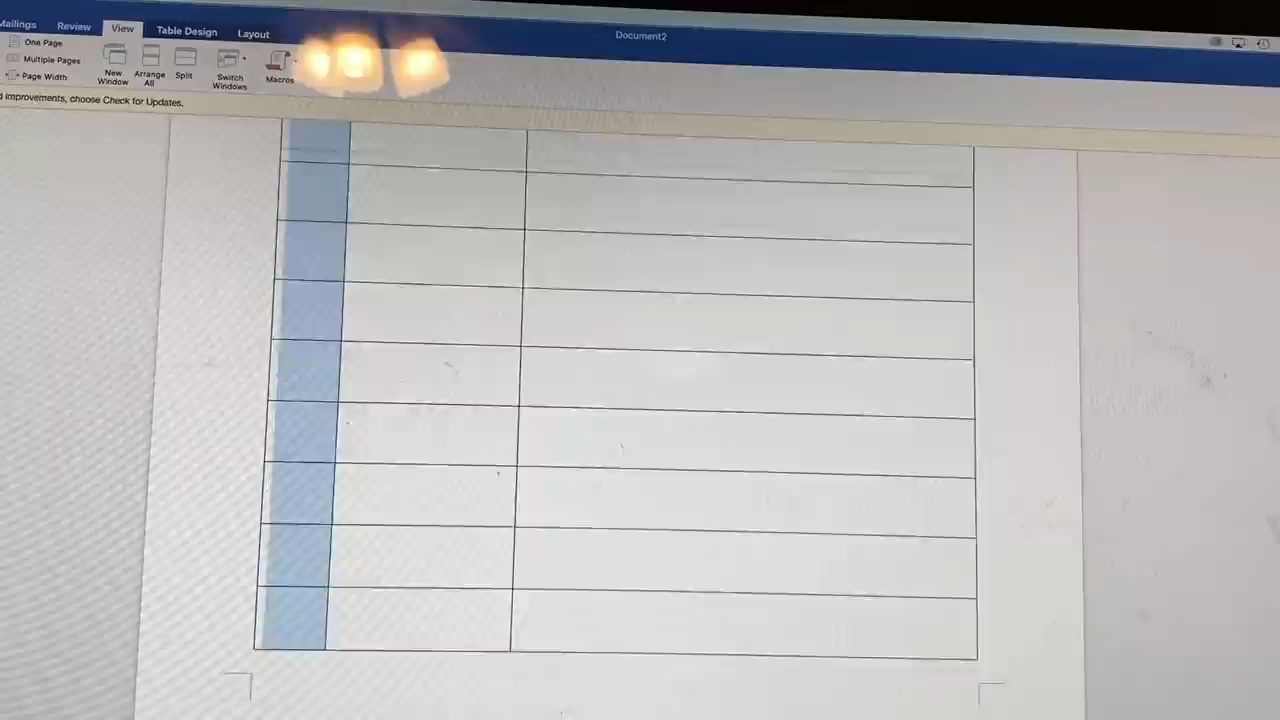 Mailings Review View Table Design Layout
Document2
One Page
Multiple Pages
Page Width
New Window
Arrange All
Split
Switch Windows
Macros
improvements, choose Check for Updates.